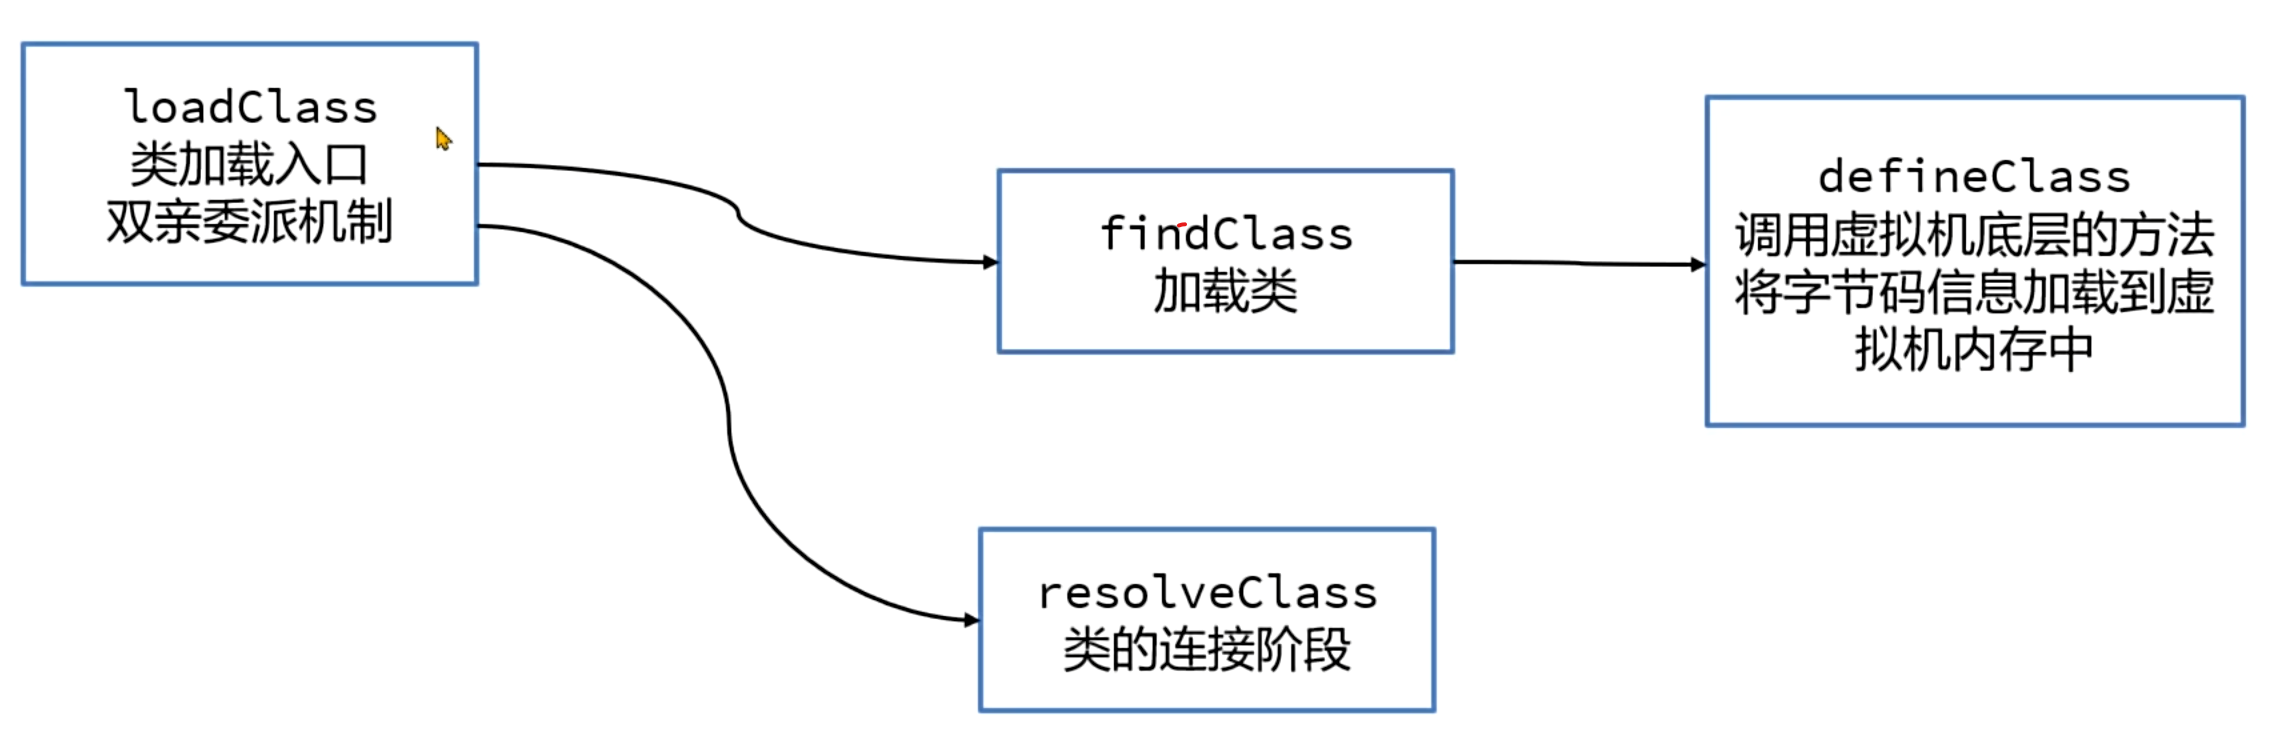 loadClass
类加载入口
双亲委派机制
findClass
加载类
defineClass
调用虚拟机底层的方法
将字节码信息加载到虚
拟机内存中
resolveClass
类的连接阶段